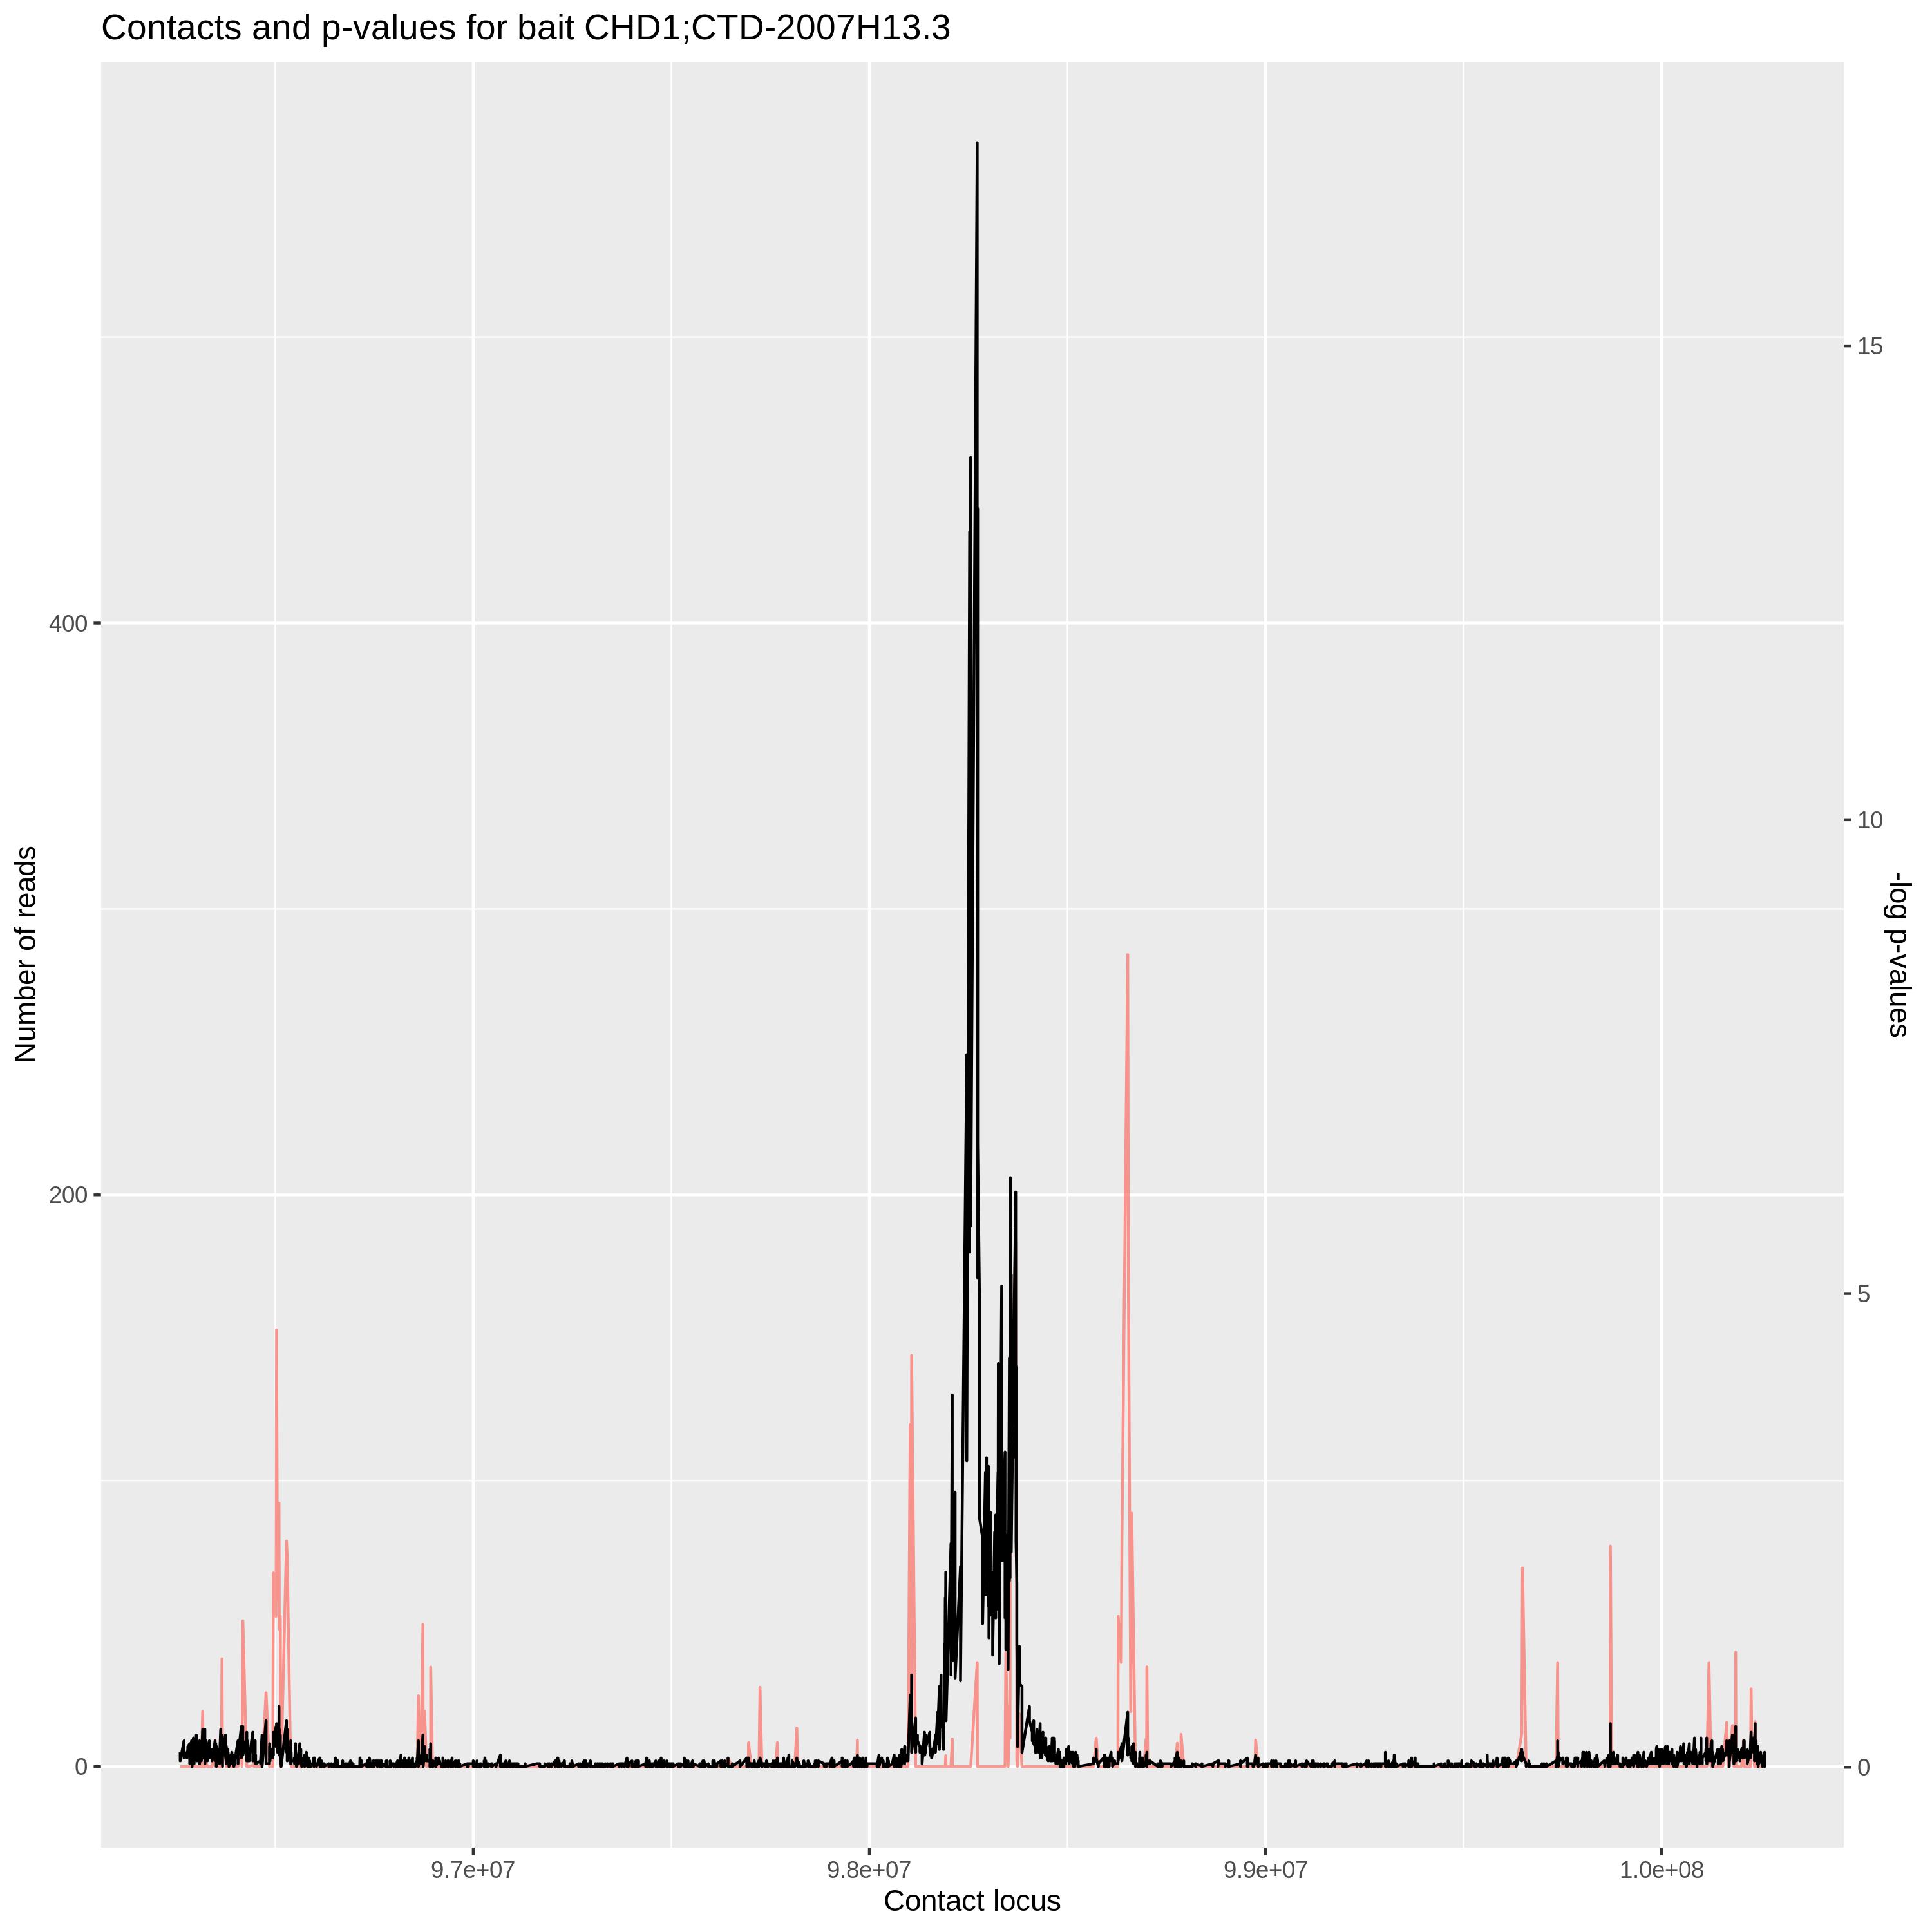 Contacts and p-values for bait CHD1;CTD-2007H13.3
Number of reads
400
200
0
15
10
5
0
-log p-values
9.7e+07
9.8e+07
9.9e+07
1.0e+08
Contact locus